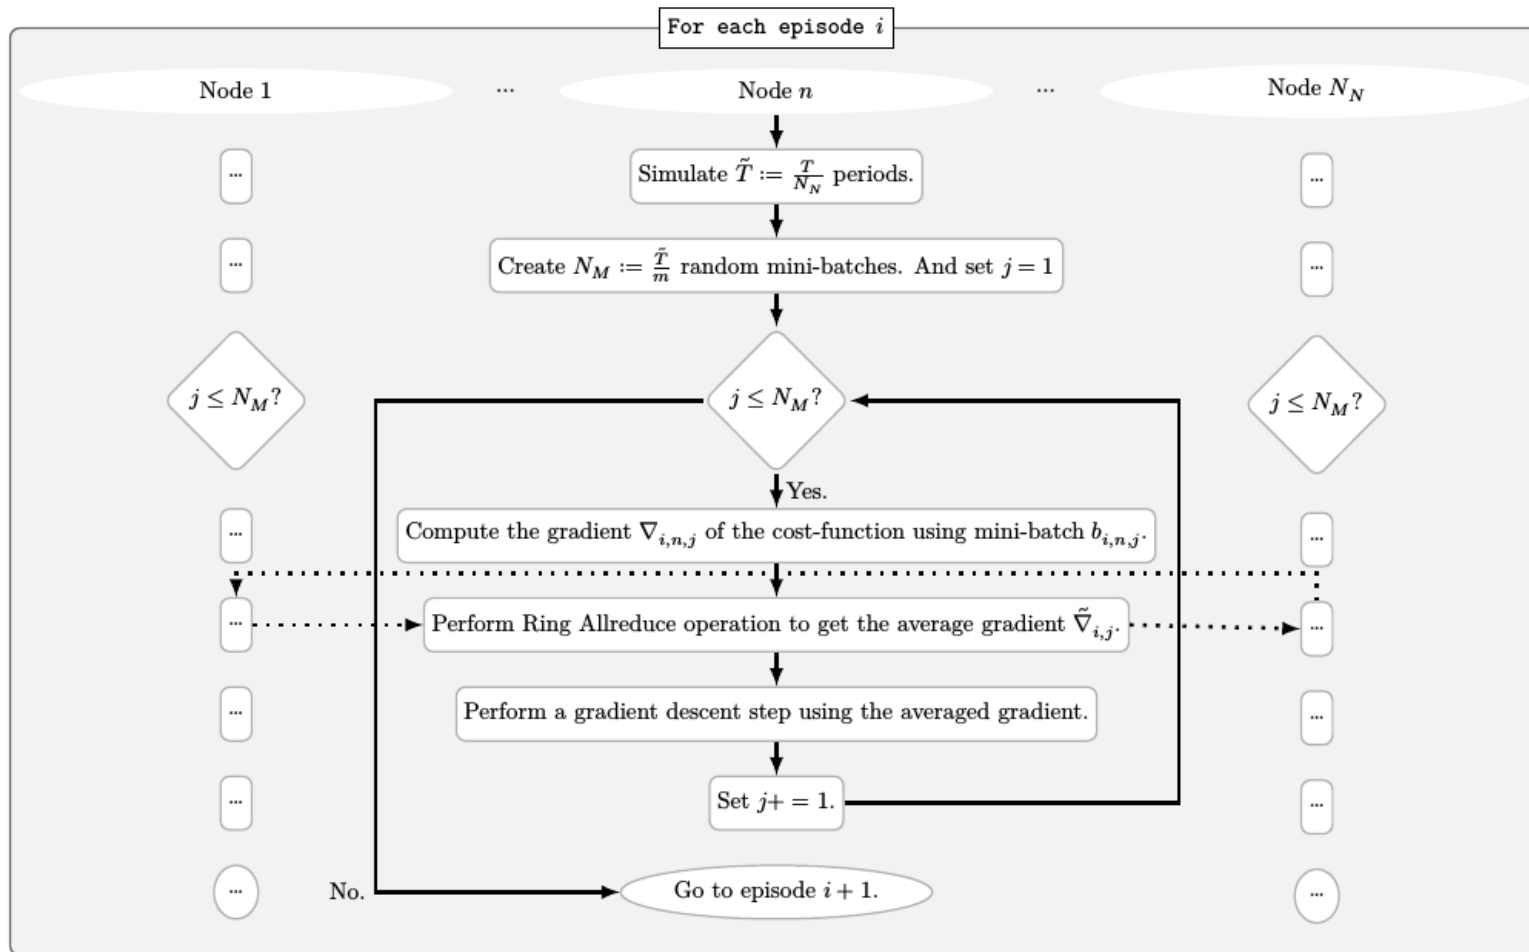 For each episode i
Node 1 ... Node n ... Node N_N
... Simulate T̃ := T/N_N periods. ...
... Create N_M := T̃/m random mini-batches. And set j = 1 ...
j ≤ N_M? j ≤ N_M? j ≤ N_M?
Yes.
... Compute the gradient ∇_{i,n,j} of the cost-function using mini-batch b_{i,n,j}. ...
... Perform Ring Allreduce operation to get the average gradient ∇̃_{i,j}. ...
... Perform a gradient descent step using the averaged gradient. ...
... Set j+ = 1. ...
... No. Go to episode i + 1. ...